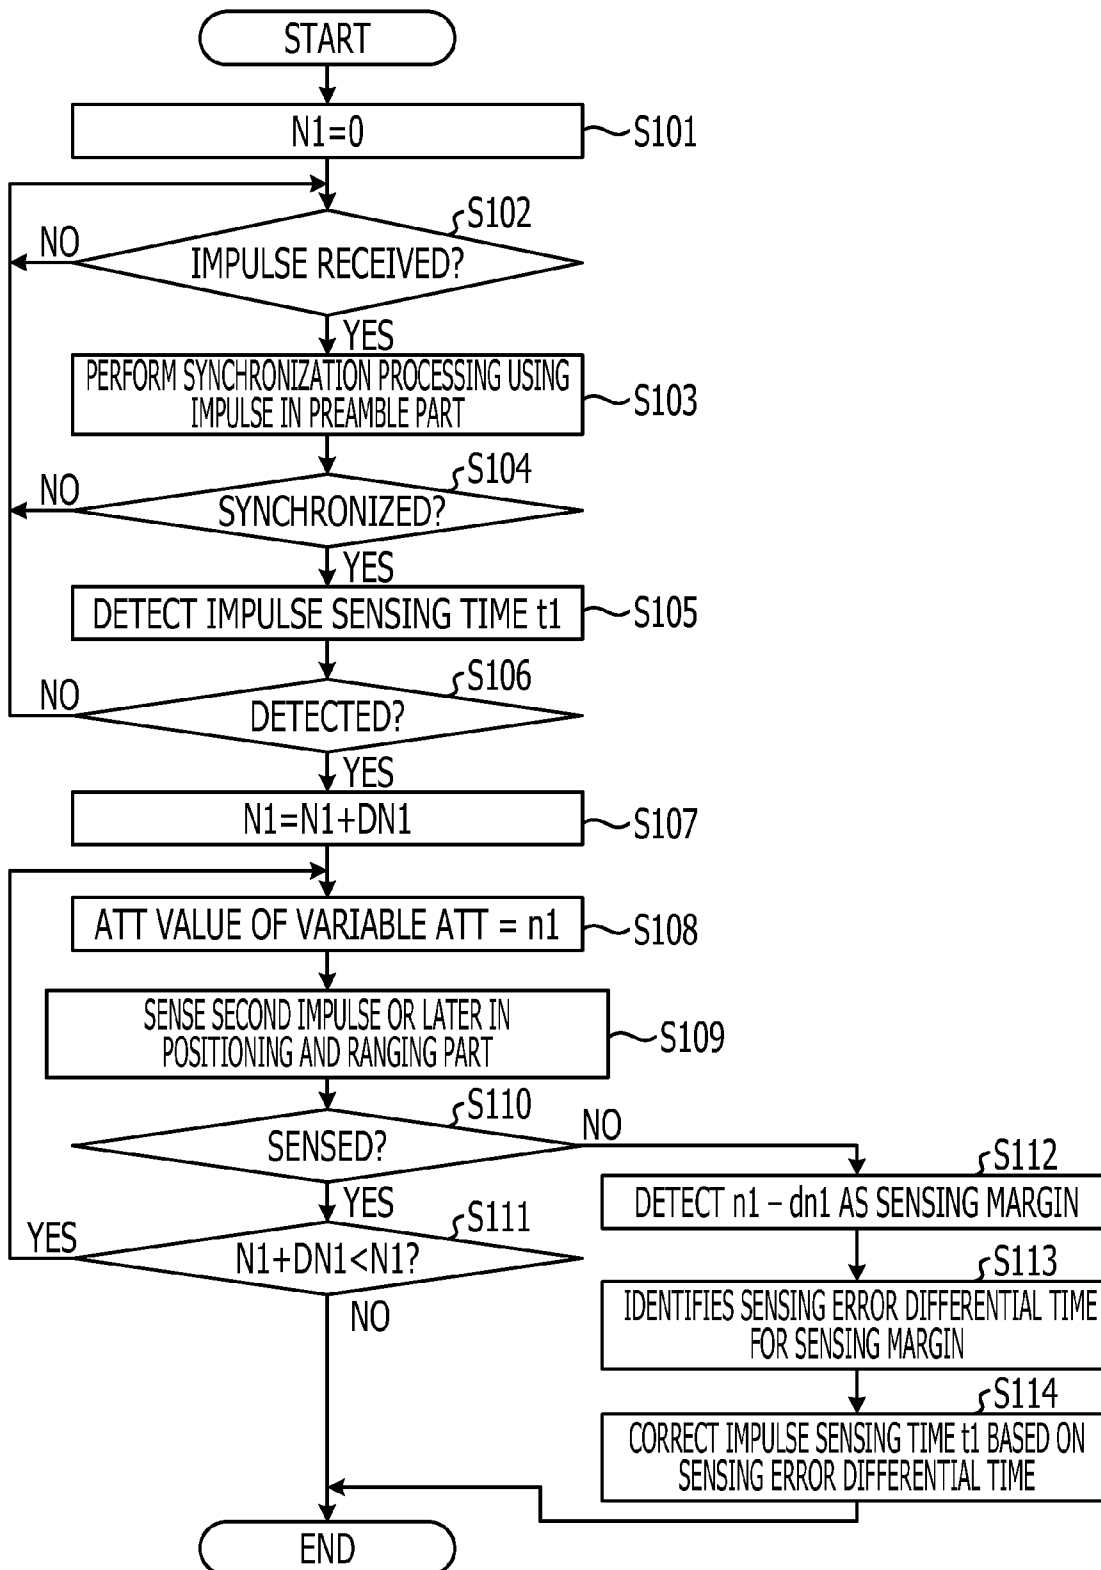 START
N1=0
S101
S102
NO
IMPULSE RECEIVED?
YES
PERFORM SYNCHRONIZATION PROCESSING USING
IMPULSE IN PREAMBLE PART
S103
S104
NO
SYNCHRONIZED?
YES
DETECT IMPULSE SENSING TIME t1
S105
S106
NO
DETECTED?
YES
N1=N1+DN1
S107
ATT VALUE OF VARIABLE ATT = n1
S108
SENSE SECOND IMPULSE OR LATER IN
POSITIONING AND RANGING PART
S109
S110
NO
SENSED?
YES
S111
YES
N1+DN1<N1?
NO
S112
DETECT n1 – dn1 AS SENSING MARGIN
S113
IDENTIFIES SENSING ERROR DIFFERENTIAL TIME
FOR SENSING MARGIN
S114
CORRECT IMPULSE SENSING TIME t1 BASED ON
SENSING ERROR DIFFERENTIAL TIME
END